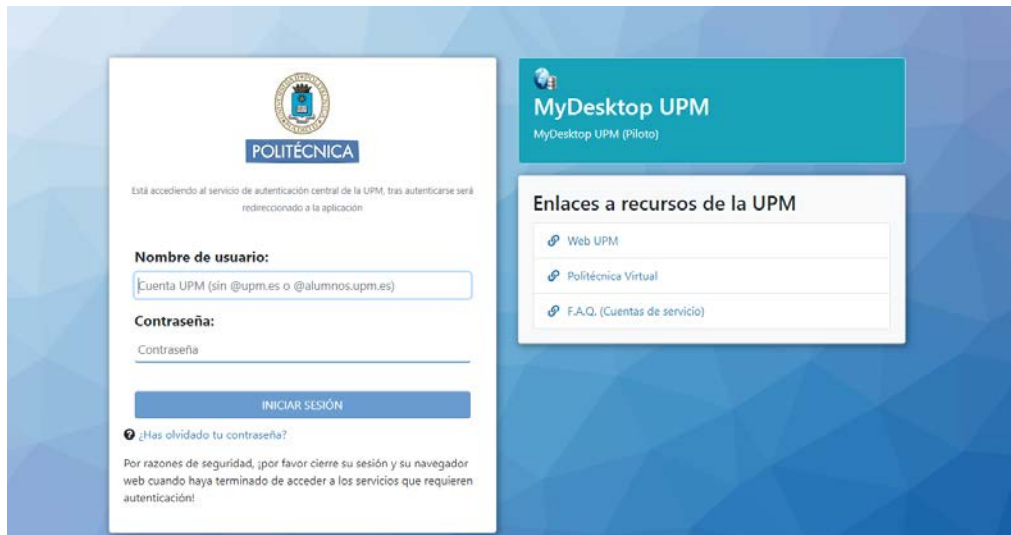 POLITÉCNICA
Está accediendo al servicio de autenticación central de la UPM, tras autenticarse será
redireccionado a la aplicación
Nombre de usuario:
Cuenta UPM (sin @upm.es o @alumnos.upm.es)
Contraseña:
Contraseña
INICIAR SESIÓN
¿Has olvidado tu contraseña?
Por razones de seguridad, ¡por favor cierre su sesión y su navegador
web cuando haya terminado de acceder a los servicios que requieren
autenticación!
MyDesktop UPM
MyDesktop UPM (Piloto)
Enlaces a recursos de la UPM
Web UPM
Politécnica Virtual
F.A.Q. (Cuentas de servicio)